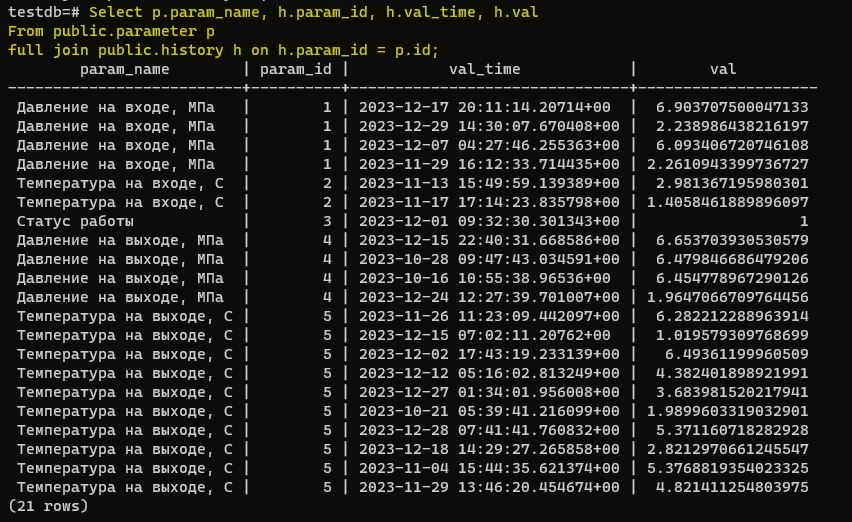 testdb=# Select p.param_name, h.param_id, h.val_time, h.val
From public.parameter p
full join public.history h on h.param_id = p.id;
param_name | param_id | val_time | val
-------------------------+----------+-------------------------------+--------------------
Давление на входе, МПа | 1 | 2023-12-17 20:11:14.20714+00 | 6.903707500047133
Давление на входе, МПа | 1 | 2023-12-29 14:30:07.670408+00 | 2.238986438216197
Давление на входе, МПа | 1 | 2023-12-07 04:27:46.255363+00 | 6.093406720746108
Давление на входе, МПа | 1 | 2023-11-29 16:12:33.714435+00 | 2.2610943399736727
Температура на входе, С | 2 | 2023-11-13 15:49:59.139389+00 | 2.981367195980301
Температура на входе, С | 2 | 2023-11-17 17:14:23.835798+00 | 1.4058461889896097
Статус работы | 3 | 2023-12-01 09:32:30.301343+00 | 1
Давление на выходе, МПа | 4 | 2023-12-15 22:40:31.668586+00 | 6.653703930530579
Давление на выходе, МПа | 4 | 2023-10-28 09:47:43.034591+00 | 6.479846686479206
Давление на выходе, МПа | 4 | 2023-10-16 10:55:38.96536+00 | 6.454778967290126
Давление на выходе, МПа | 4 | 2023-12-24 12:27:39.701007+00 | 1.9647066709764456
Температура на выходе, С | 5 | 2023-11-26 11:23:09.442097+00 | 6.282212288963914
Температура на выходе, С | 5 | 2023-12-15 07:02:11.20762+00 | 1.019579309768699
Температура на выходе, С | 5 | 2023-12-02 17:43:19.233139+00 | 6.49361199960509
Температура на выходе, С | 5 | 2023-12-12 05:16:02.813249+00 | 4.382401898921991
Температура на выходе, С | 5 | 2023-12-27 01:34:01.956008+00 | 3.683981520217941
Температура на выходе, С | 5 | 2023-10-21 05:39:41.216099+00 | 1.9899603319032901
Температура на выходе, С | 5 | 2023-12-28 07:41:41.760832+00 | 5.371160718282928
Температура на выходе, С | 5 | 2023-12-18 14:29:27.265858+00 | 2.8212970661245547
Температура на выходе, С | 5 | 2023-11-04 15:44:35.621374+00 | 5.3768819354023325
Температура на выходе, С | 5 | 2023-11-29 13:46:20.454674+00 | 4.821411254803975
(21 rows)